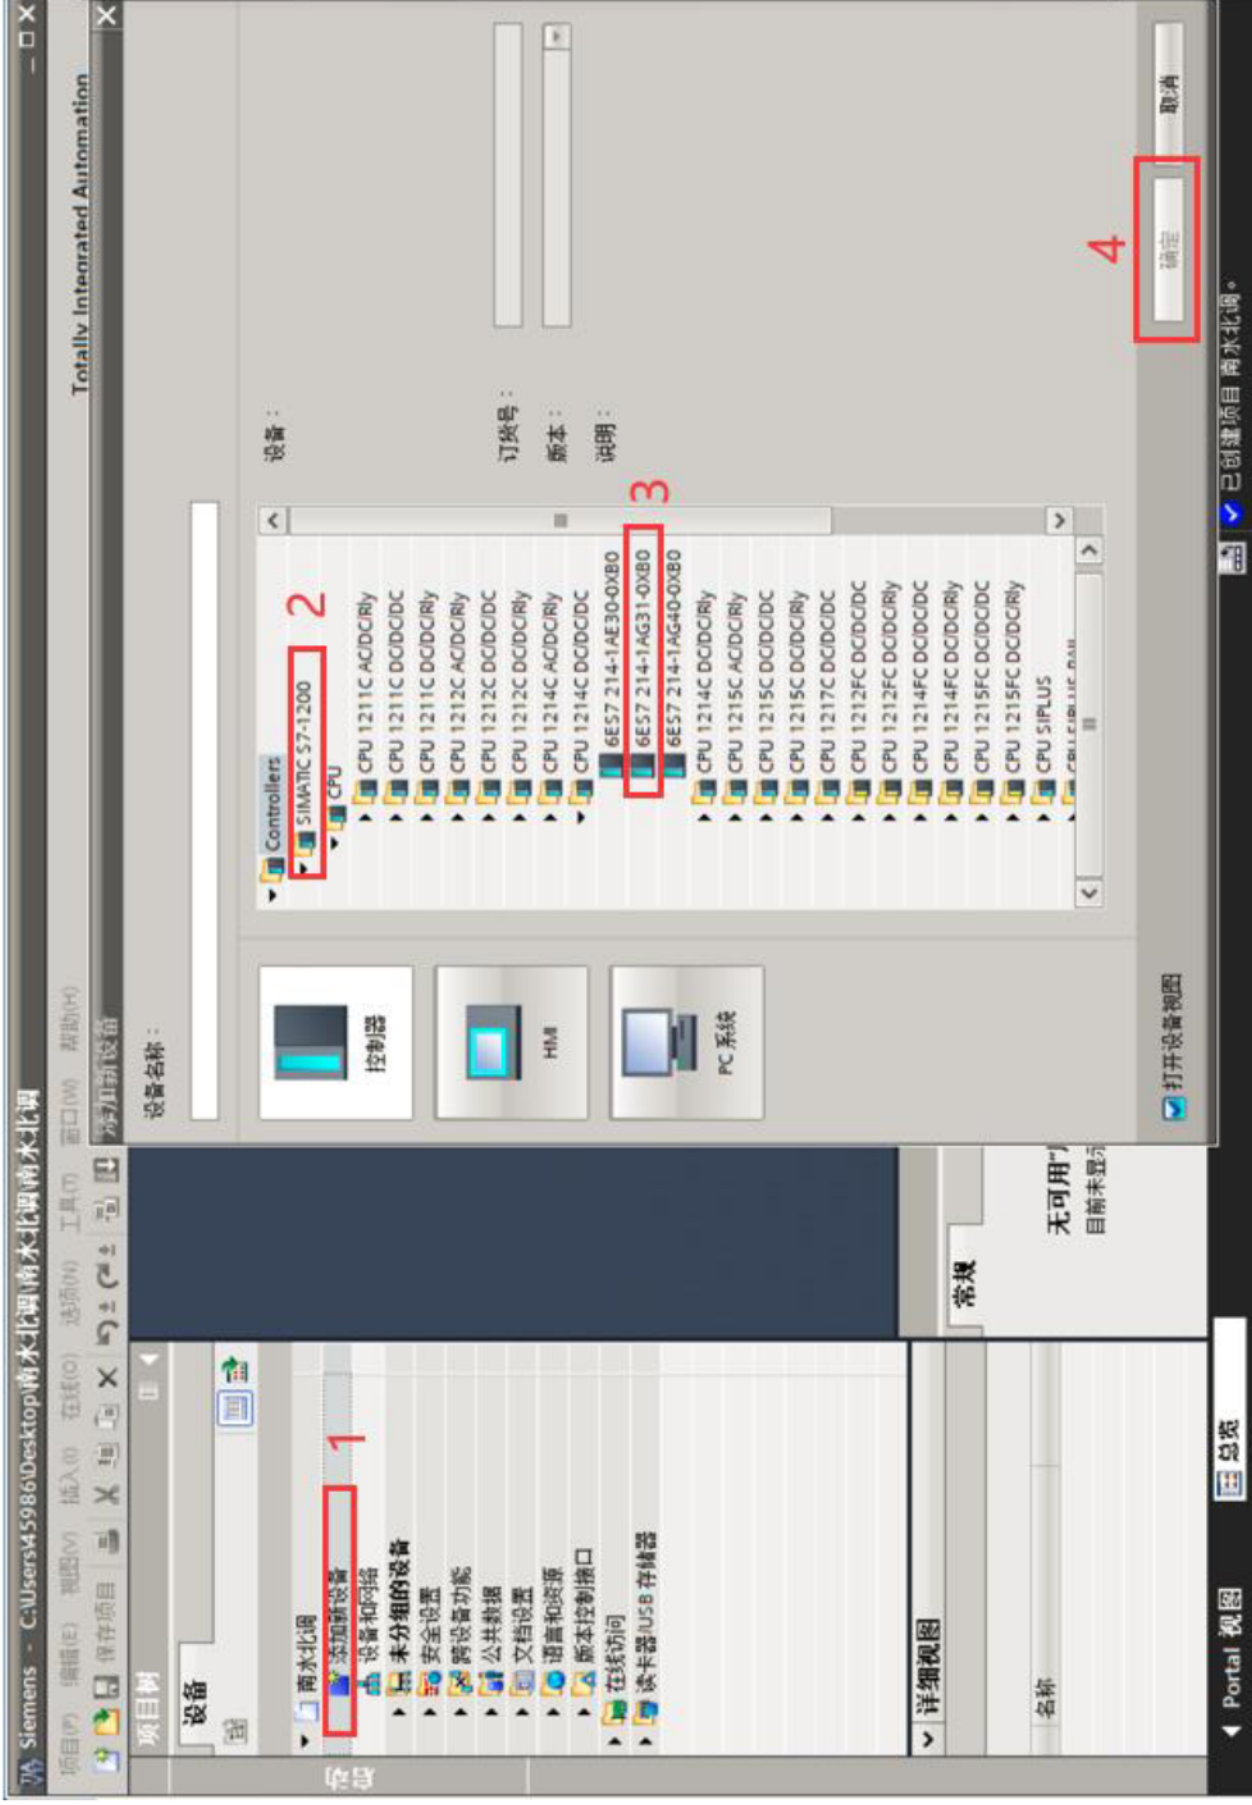 Siemens - C:\Users\45986\Desktop\南水北调\南水北调\南水北调
项目(P) 编辑(E) 视图(V) 插入(I) 在线(O) 选项(N) 工具(T) 窗口(W) 帮助(H)
Totally Integrated Automation
保存项目
项目树
设备
启动
南水北调
添加新设备
1
设备和网络
未分组的设备
安全设置
跨设备功能
公共数据
文档设置
语言和资源
版本控制接口
在线访问
读卡器/USB 存储器
详细视图
名称
常规
无可用"
目前未显示
添加新设备
设备名称：
控制器
HMI
PC 系统
Controllers
SIMATIC S7-1200
2
CPU
CPU 1211C AC/DC/Rly
CPU 1211C DC/DC/DC
CPU 1211C DC/DC/Rly
CPU 1212C AC/DC/Rly
CPU 1212C DC/DC/DC
CPU 1212C DC/DC/Rly
CPU 1214C AC/DC/Rly
CPU 1214C DC/DC/DC
6ES7 214-1AE30-0XB0
6ES7 214-1AG31-0XB0
3
6ES7 214-1AG40-0XB0
CPU 1214C DC/DC/Rly
CPU 1215C AC/DC/Rly
CPU 1215C DC/DC/DC
CPU 1215C DC/DC/Rly
CPU 1217C DC/DC/DC
CPU 1212FC DC/DC/DC
CPU 1212FC DC/DC/Rly
CPU 1214FC DC/DC/DC
CPU 1214FC DC/DC/Rly
CPU 1215FC DC/DC/DC
CPU 1215FC DC/DC/Rly
CPU SIPLUS
设备：
订货号：
版本：
说明：
4
打开设备视图
确定
取消
Portal 视图
总览
已创建项目 南水北调。